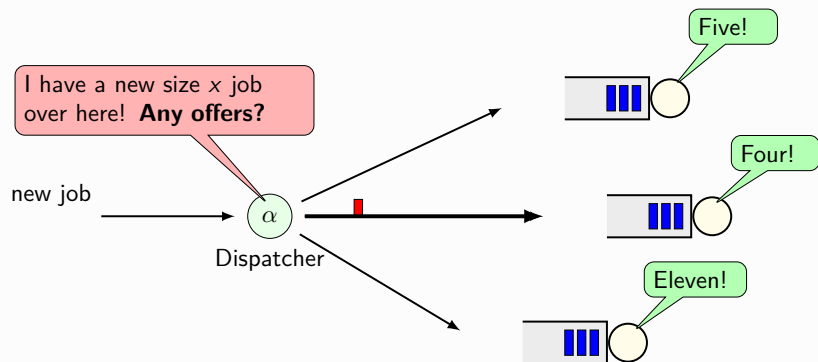 Five!
I have a new size x job
over here! Any offers?
Four!
new job
α
Dispatcher
Eleven!